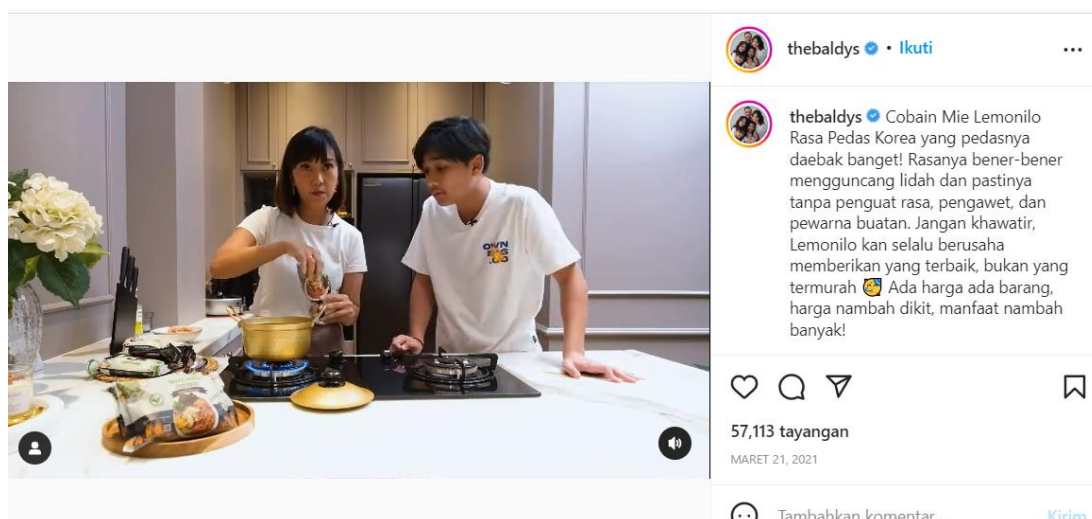 thebaldys • Ikuti
thebaldys Cobain Mie Lemonilo
Rasa Pedas Korea yang pedasnya
daebak banget! Rasanya bener-bener
mengguncang lidah dan pastinya
tanpa penguat rasa, pengawet, dan
pewarna buatan. Jangan khawatir,
Lemonilo kan selalu berusaha
memberikan yang terbaik, bukan yang
termurah 🥳 Ada harga ada barang,
harga nambah dikit, manfaat nambah
banyak!
57,113 tayangan
MARET 21, 2021
Tambahkan komentar...
Kirim
OWN